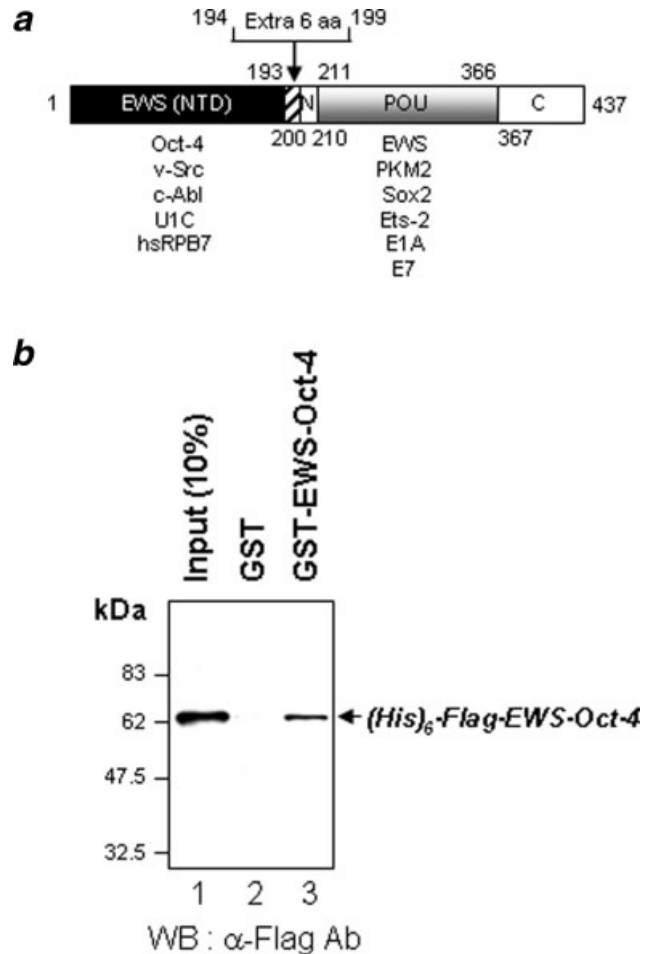 a
194 Extra 6 aa 199
193 211 366
1 EWS (NTD) N POU C 437
200 210 367
Oct-4 EWS
v-Src PKM2
c-Abl Sox2
U1C Ets-2
hsRPB7 E1A
E7
b
Input (10%)
GST
GST-EWS-Oct-4
kDa
83
62
(His)6-Flag-EWS-Oct-4
47.5
32.5
1 2 3
WB : α-Flag Ab